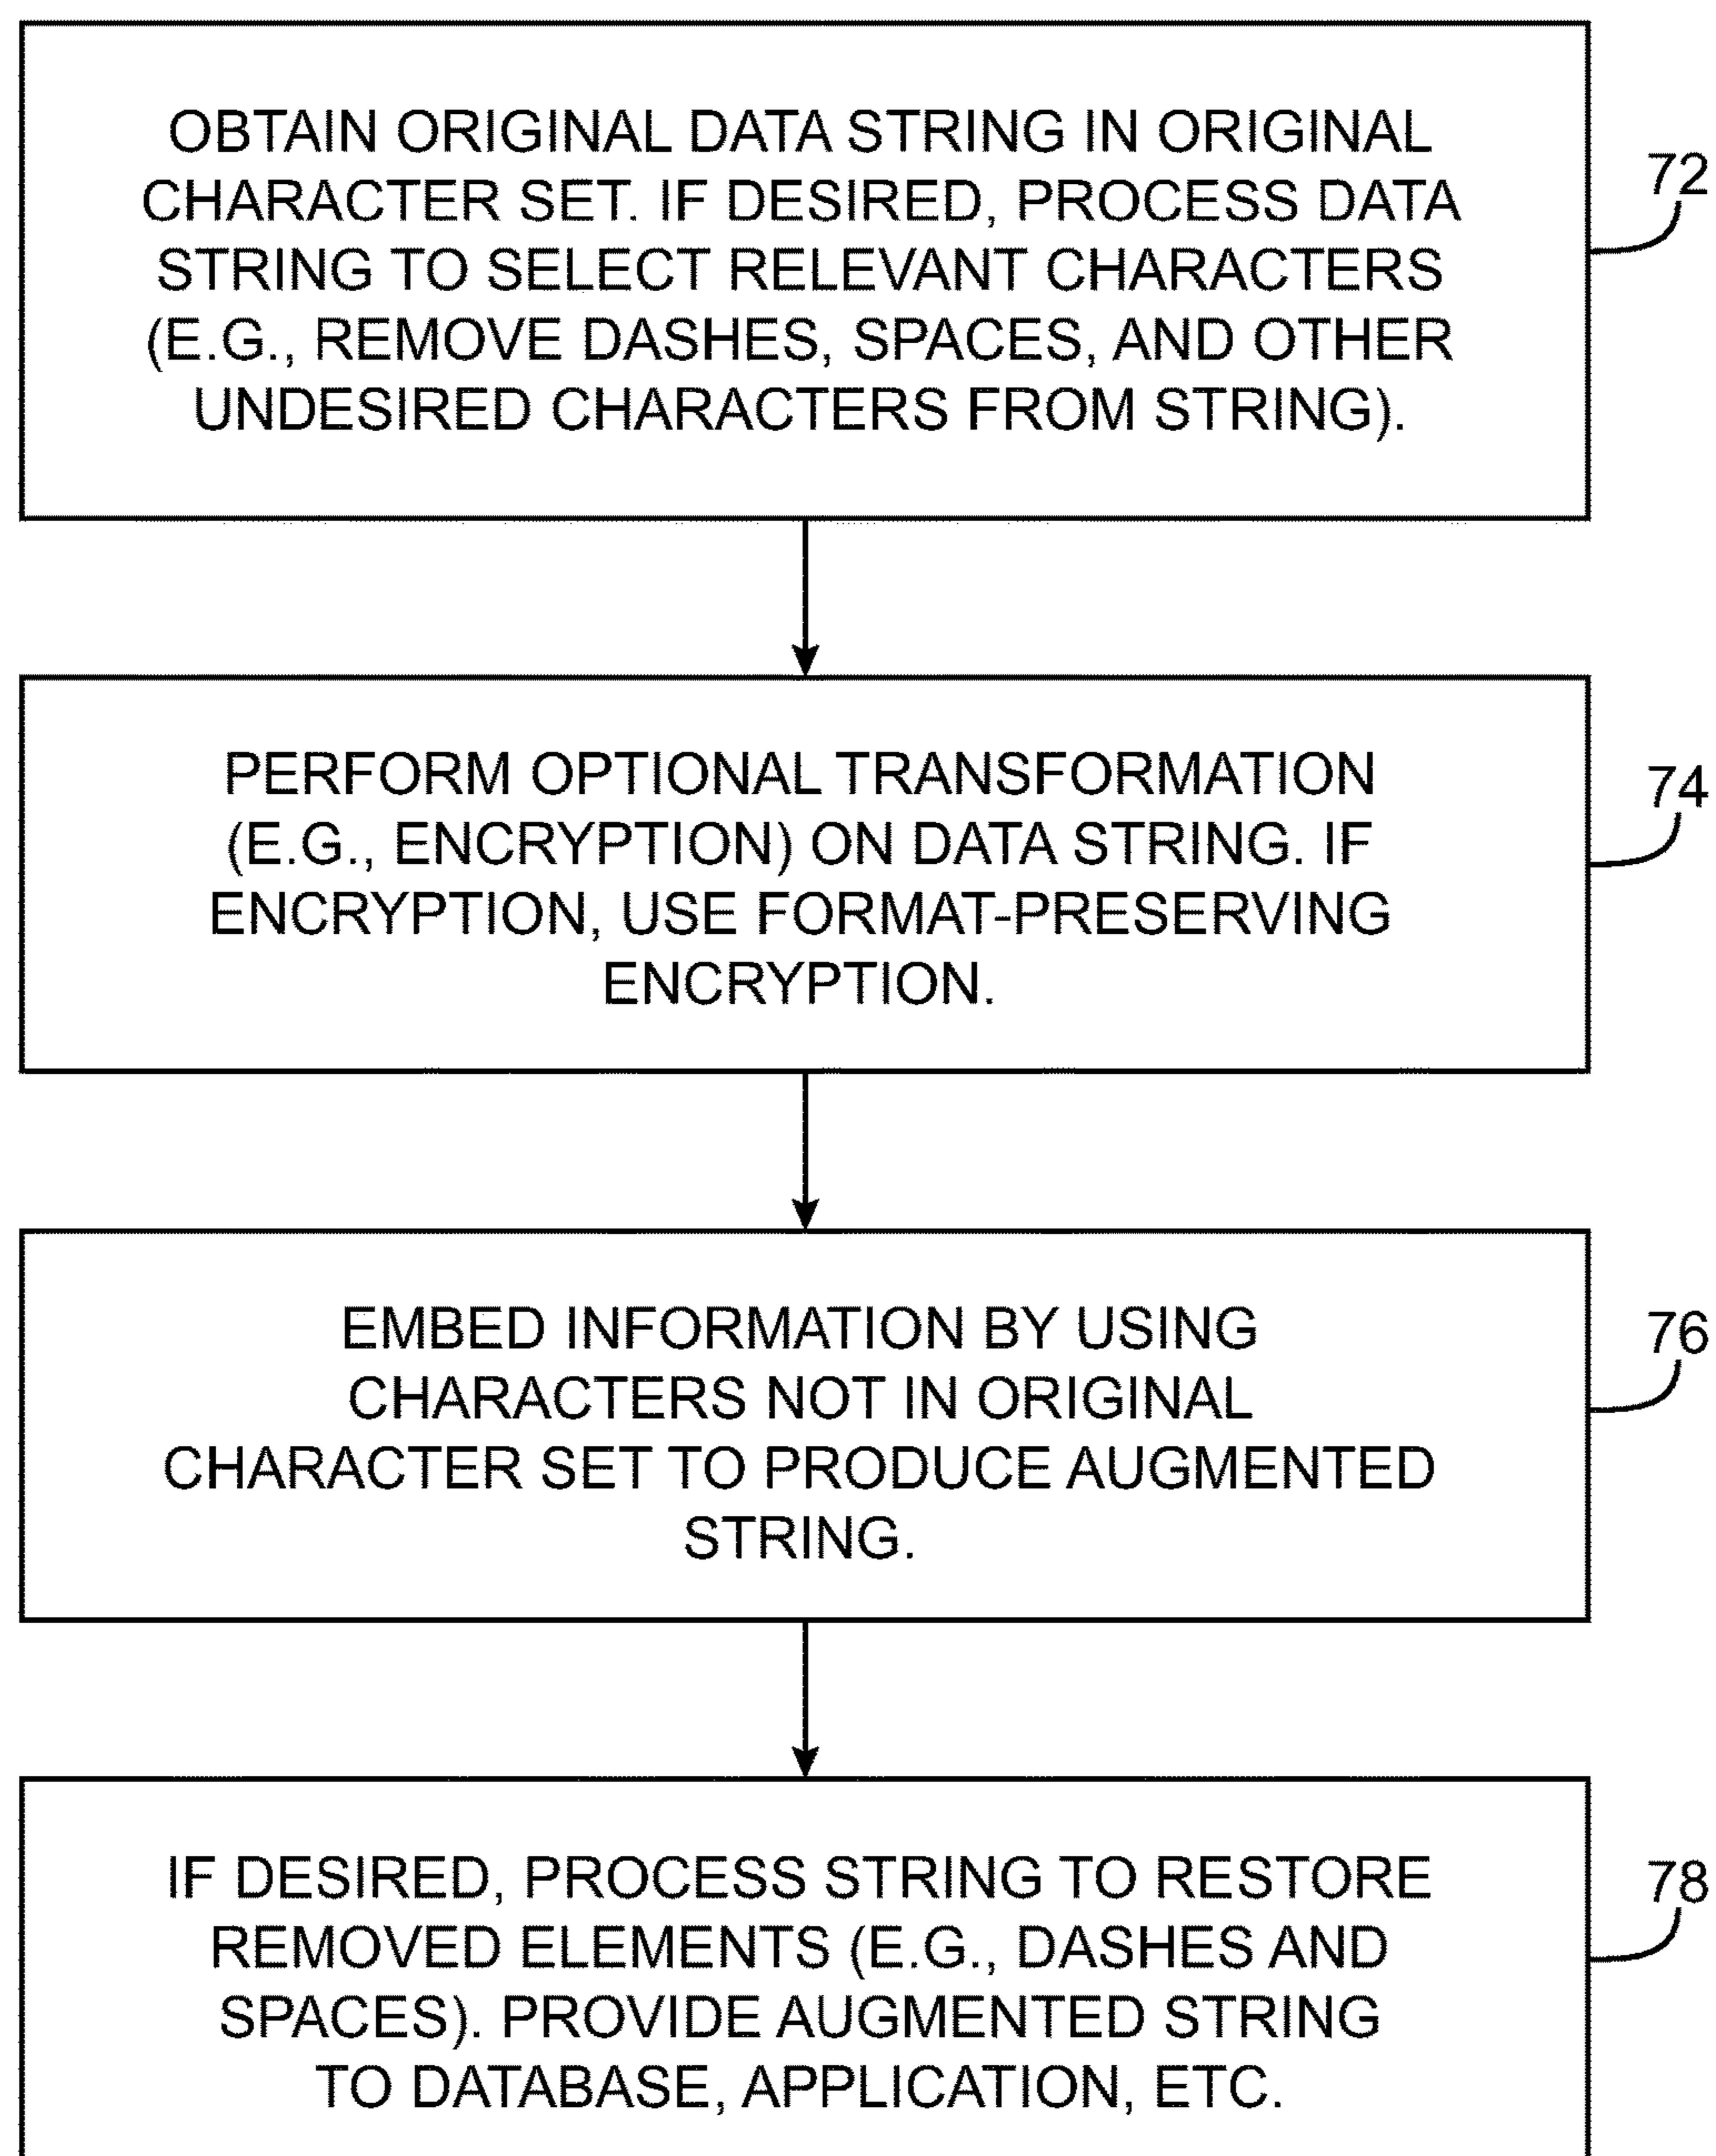 OBTAIN ORIGINAL DATA STRING IN ORIGINAL
CHARACTER SET. IF DESIRED, PROCESS DATA
STRING TO SELECT RELEVANT CHARACTERS
(E.G., REMOVE DASHES, SPACES, AND OTHER
UNDESIRED CHARACTERS FROM STRING).
72
PERFORM OPTIONAL TRANSFORMATION
(E.G., ENCRYPTION) ON DATA STRING. IF
ENCRYPTION, USE FORMAT-PRESERVING
ENCRYPTION.
74
EMBED INFORMATION BY USING
CHARACTERS NOT IN ORIGINAL
CHARACTER SET TO PRODUCE AUGMENTED
STRING.
76
IF DESIRED, PROCESS STRING TO RESTORE
REMOVED ELEMENTS (E.G., DASHES AND
SPACES). PROVIDE AUGMENTED STRING
TO DATABASE, APPLICATION, ETC.
78